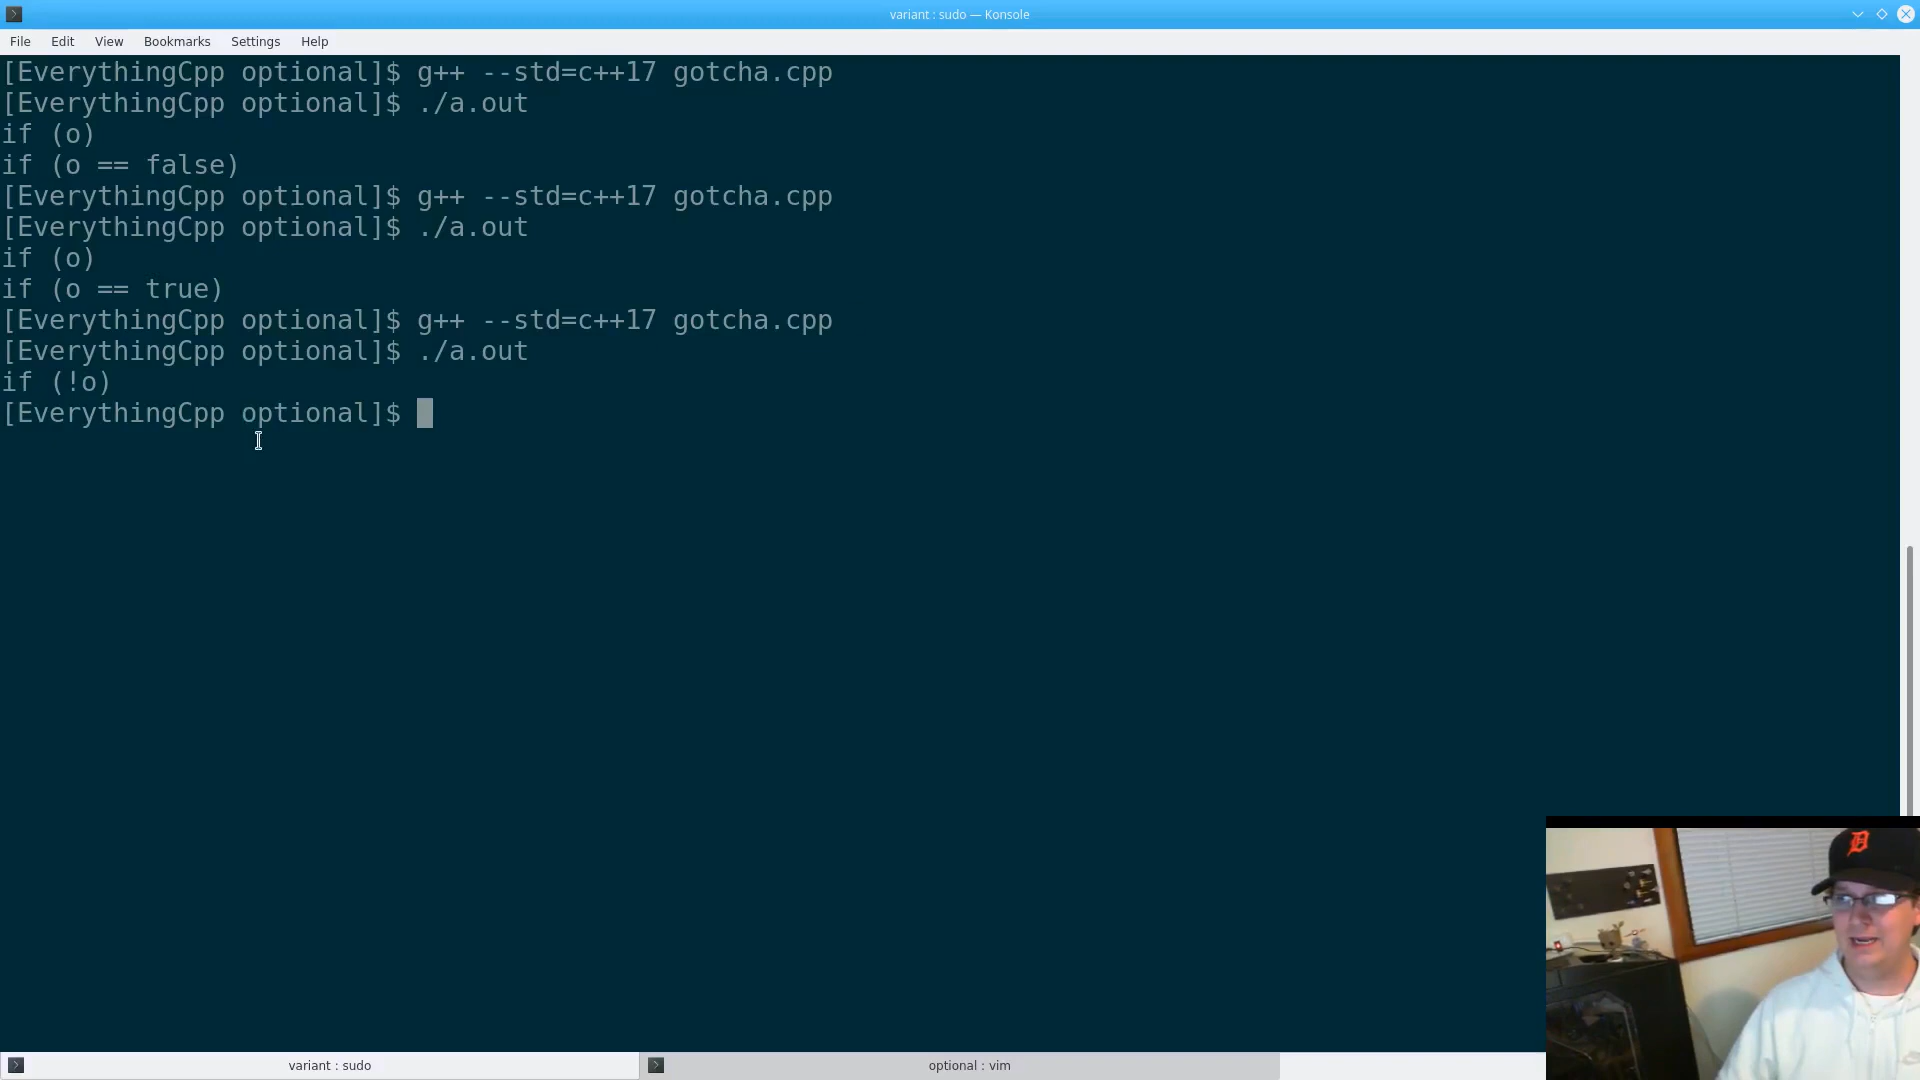 variant : sudo — Konsole
File Edit View Bookmarks Settings Help
[EverythingCpp optional]$ g++ --std=c++17 gotcha.cpp
[EverythingCpp optional]$ ./a.out
if (o)
if (o == false)
[EverythingCpp optional]$ g++ --std=c++17 gotcha.cpp
[EverythingCpp optional]$ ./a.out
if (o)
if (o == true)
[EverythingCpp optional]$ g++ --std=c++17 gotcha.cpp
[EverythingCpp optional]$ ./a.out
if (!o)
[EverythingCpp optional]$
D
variant : sudo
optional : vim